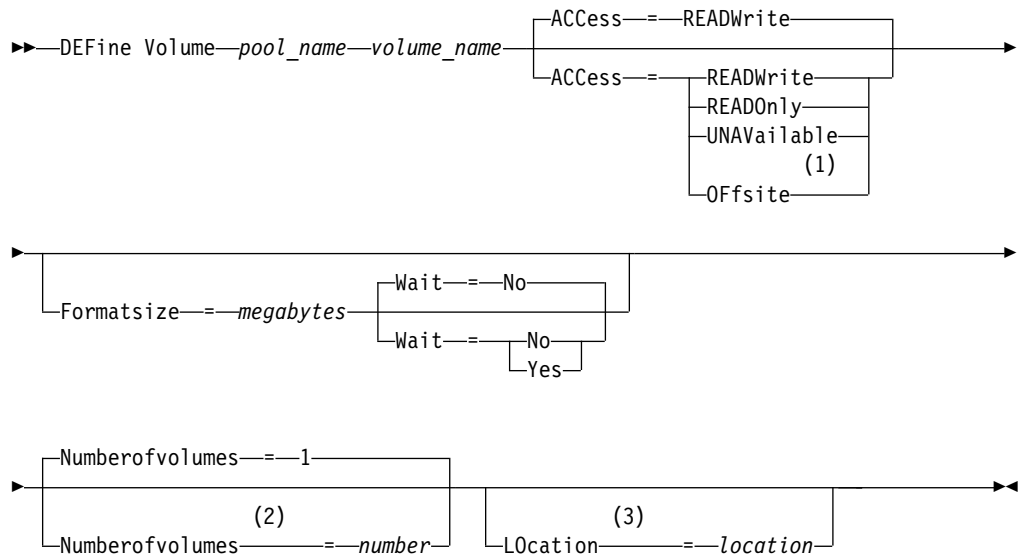 ACCess = READWrite
DEFine Volume pool_name volume_name
ACCess = READWrite
READOnly
UNAVailable
(1)
OFfsite
Wait = No
Formatsize = megabytes
Wait = No
Yes
Numberofvolumes = 1
(2) (3)
Numberofvolumes = number LOcation = location